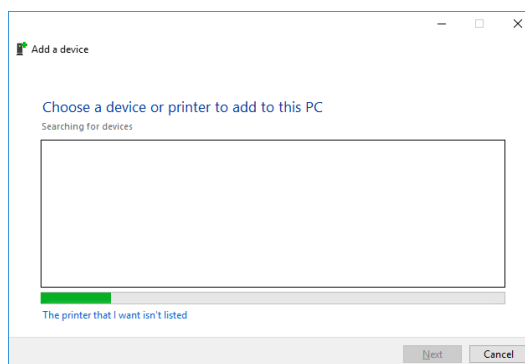 Add a device
Choose a device or printer to add to this PC
Searching for devices
The printer that I want isn't listed
Next
Cancel